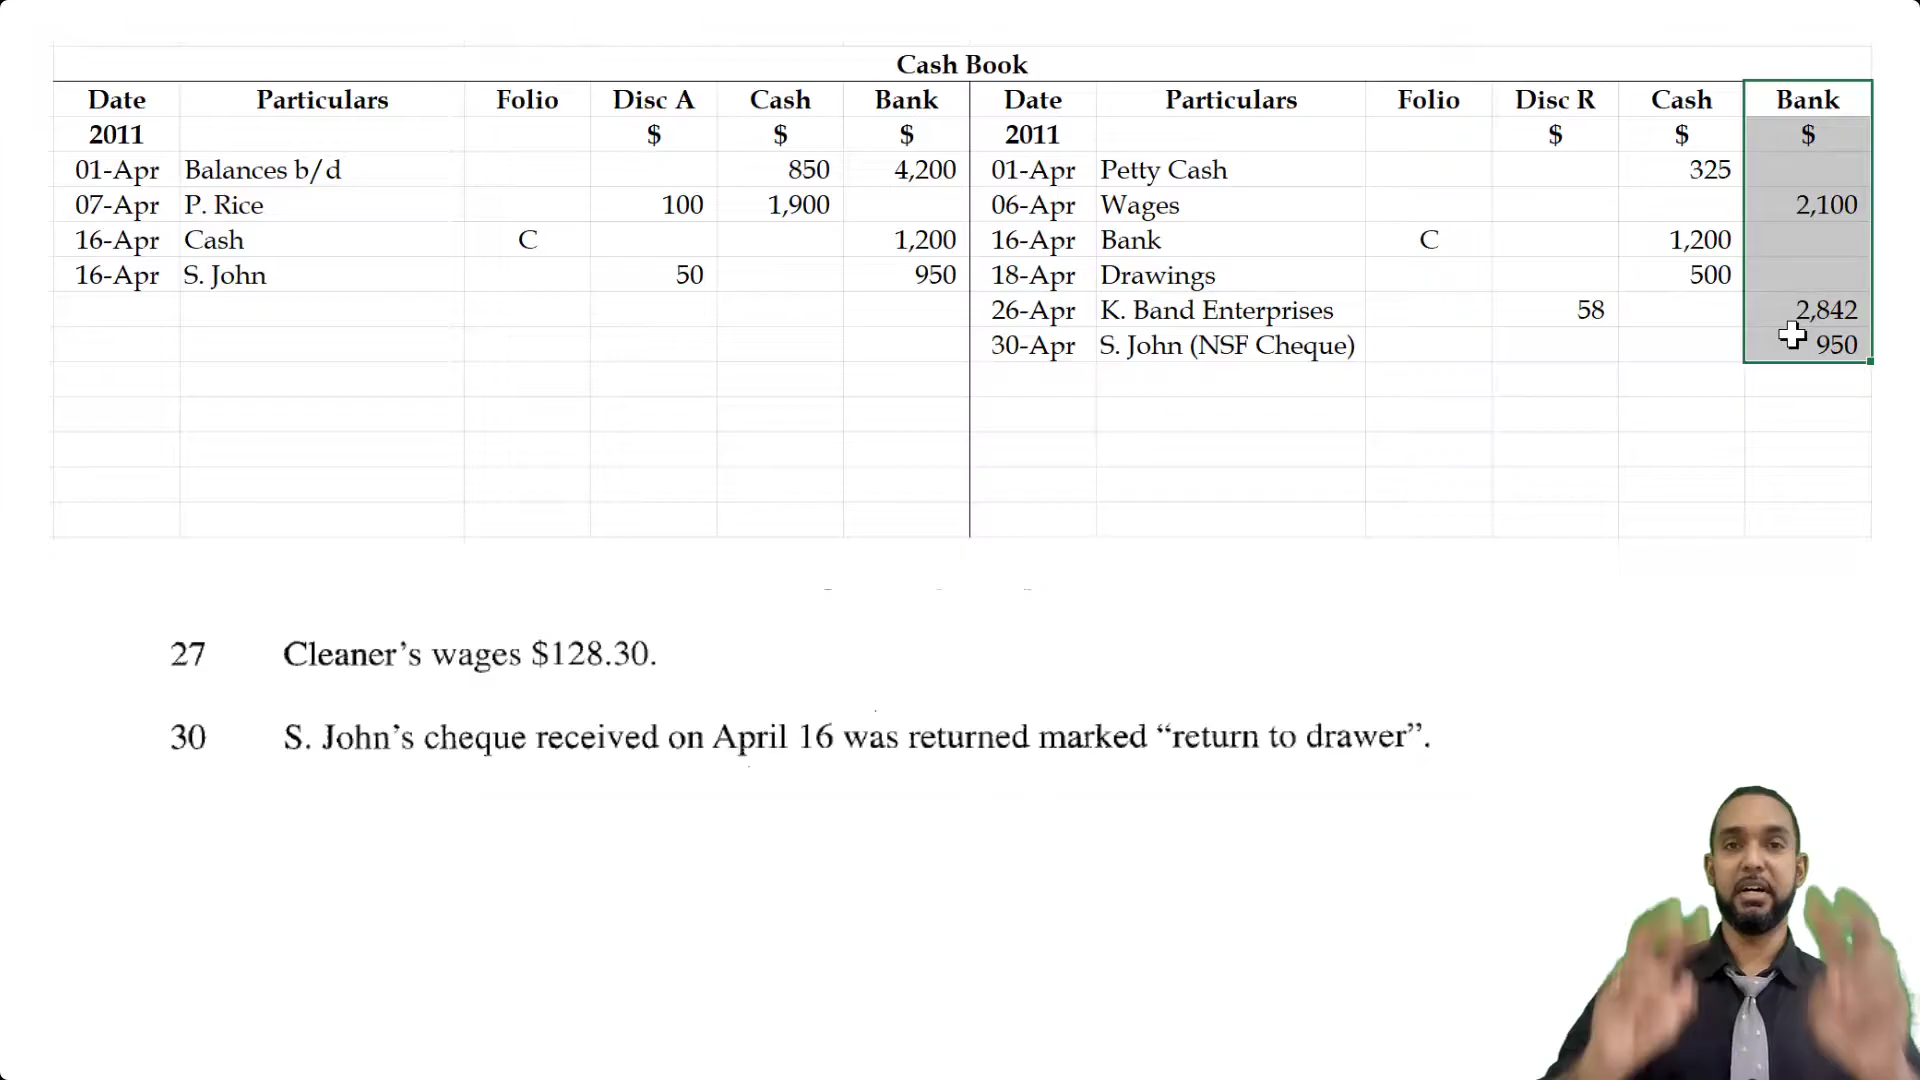 Cash Book
Date Particulars Folio Disc A Cash Bank Date Particulars Folio Disc R Cash Bank
2011 $ $ $ 2011 $ $ $
01-Apr Balances b/d 850 4,200 01-Apr Petty Cash 325
07-Apr P. Rice 100 1,900 06-Apr Wages 2,100
16-Apr Cash C 1,200 16-Apr Bank C 1,200
16-Apr S. John 50 950 18-Apr Drawings 500
26-Apr K. Band Enterprises 58 2,842
30-Apr S. John (NSF Cheque) 950
27 Cleaner’s wages $128.30.
30 S. John’s cheque received on April 16 was returned marked “return to drawer”.